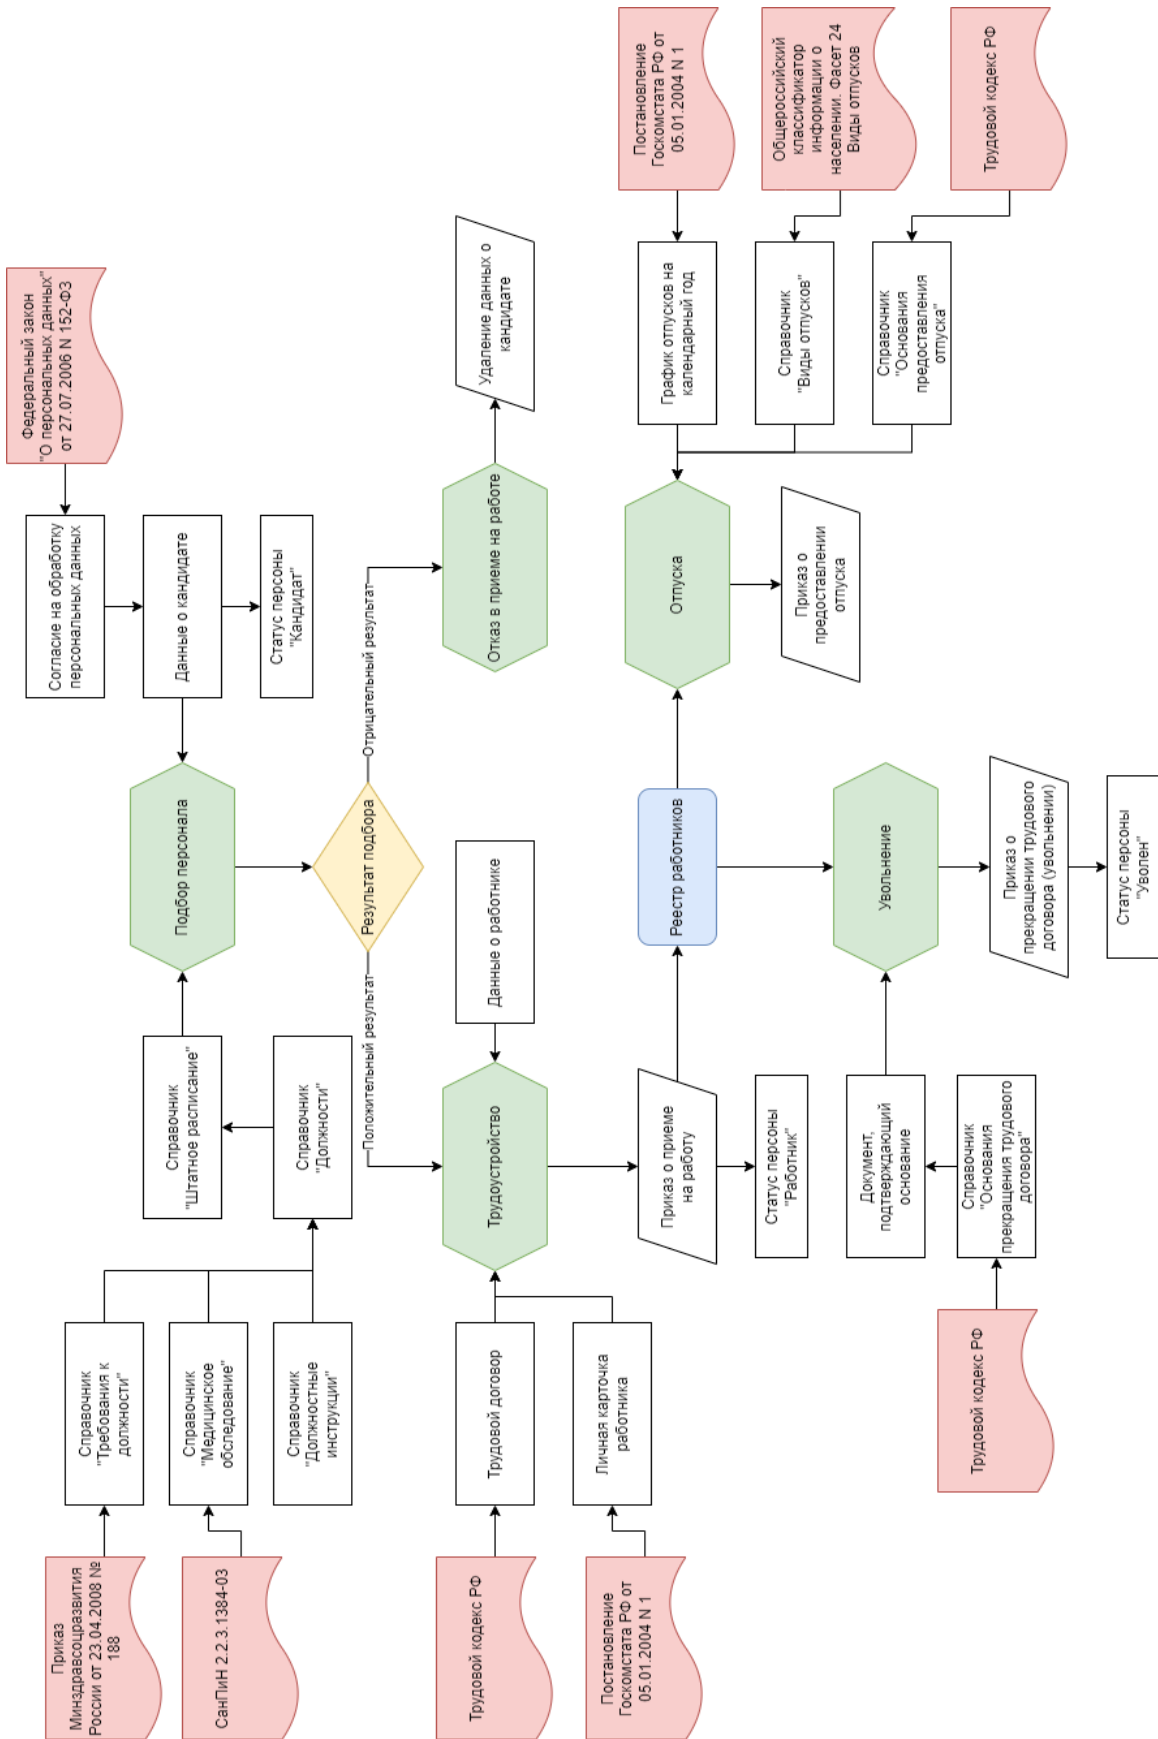 Приказ
Минздравсоцразвития
России от 23.04.2008 №
188
СанПиН 2.2.3.1384-03
Справочник
"Требования к
должности"
Справочник
"Медицинское
обследование"
Справочник
"Должностные
инструкции"
Справочник
"Штатное расписание"
Справочник
"Должности"
Подбор персонала
Согласие на обработку
персональных данных
Данные о кандидате
Статус персоны
"Кандидат"
Федеральный закон
"О персональных данных"
от 27.07.2006 N 152-ФЗ
Результат подбора
Положительный результат
Отрицательный результат
Трудовой кодекс РФ
Постановление
Госкомстата РФ от
05.01.2004 N 1
Трудовой договор
Личная карточка
работника
Трудоустройство
Данные о работнике
Отказ в приеме на работе
Удаление данных о
кандидате
Приказ о приеме
на работу
Статус персоны
"Работник"
Реестр работников
Отпуска
Приказ о
предоставлении
отпуска
График отпусков на
календарный год
Справочник
"Виды отпусков"
Справочник
"Основания
предоставления
отпуска"
Постановление
Госкомстата РФ от
05.01.2004 N 1
Общероссийский
классификатор
информации о
населении. Фасет 24
Виды отпусков
Трудовой кодекс РФ
Трудовой кодекс РФ
Документ,
подтверждающий
основание
Справочник
"Основания
прекращения трудового
договора"
Увольнение
Приказ о
прекращении трудового
договора (увольнении)
Статус персоны
"Уволен"